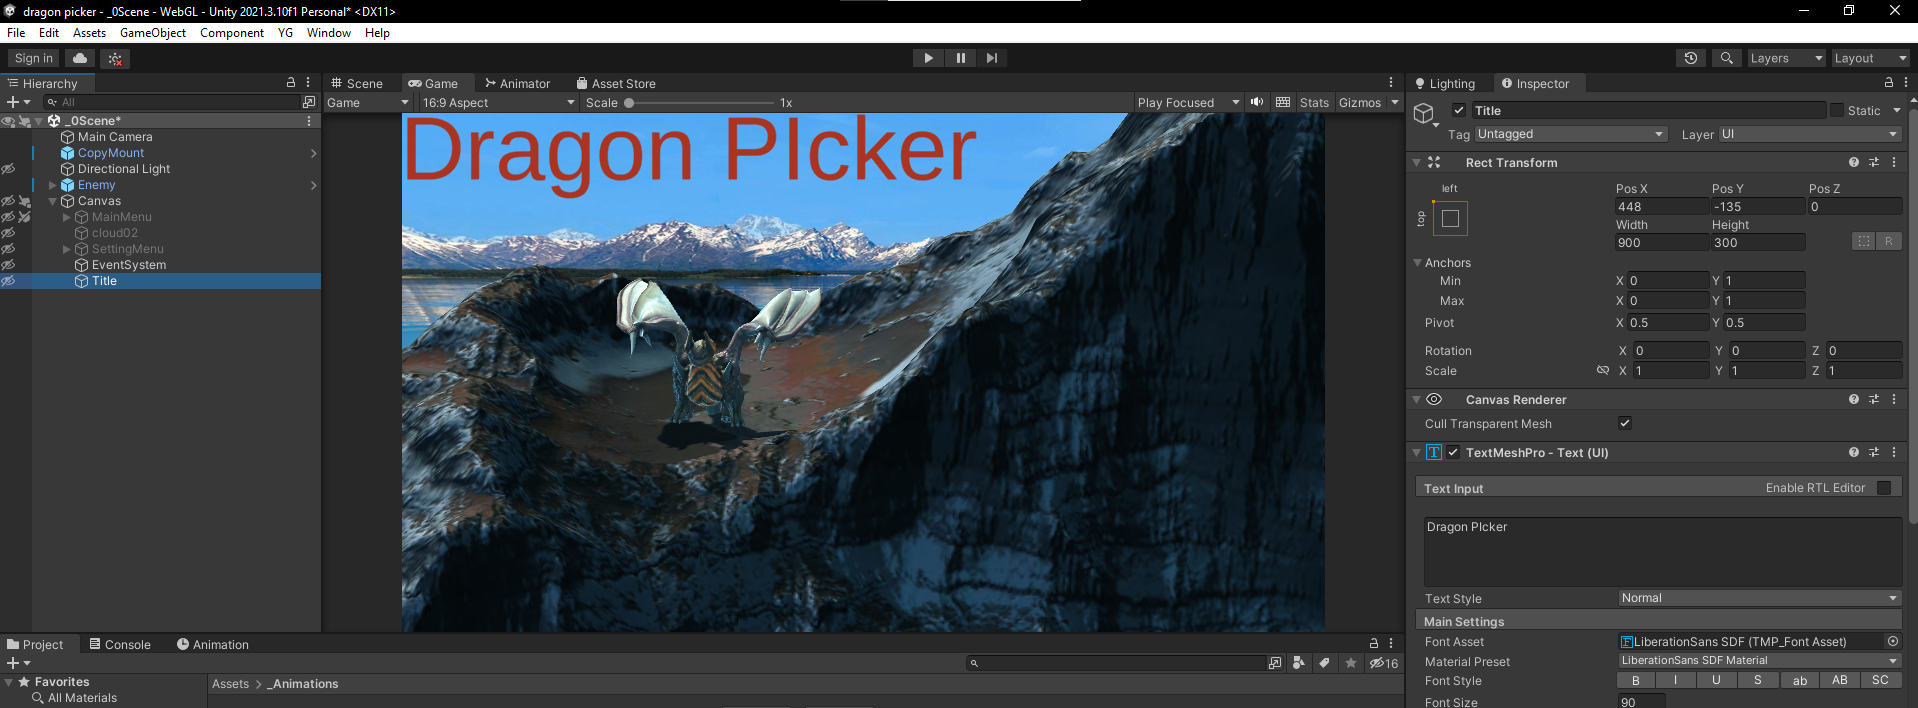 dragon picker - _0Scene - WebGL - Unity 2021.3.10f1 Personal* <DX11>
File Edit Assets GameObject Component YG Window Help
Sign in Layers Layout
Hierarchy Scene Game Animator Asset Store Lighting Inspector
All Game 16:9 Aspect Scale 1x Play Focused Stats Gizmos Title Static
_0Scene*
Main Camera
CopyMount
Directional Light
Enemy
Canvas
MainMenu
cloud02
SettingMenu
EventSystem
Title
Dragon PIcker
Tag Untagged Layer UI
Rect Transform
left
top
Pos X Pos Y Pos Z
448 -135 0
Width Height
900 300
R
Anchors
Min X 0 Y 1
Max X 0 Y 1
Pivot X 0.5 Y 0.5
Rotation X 0 Y 0 Z 0
Scale X 1 Y 1 Z 1
Canvas Renderer
Cull Transparent Mesh
TextMeshPro - Text (UI)
Text Input Enable RTL Editor
Dragon PIcker
Text Style Normal
Main Settings
Font Asset LiberationSans SDF (TMP_Font Asset)
Material Preset LiberationSans SDF Material
Font Style B I U S ab AB SC
Font Size 90
Project Console Animation
16
Favorites
All Materials
Assets > _Animations